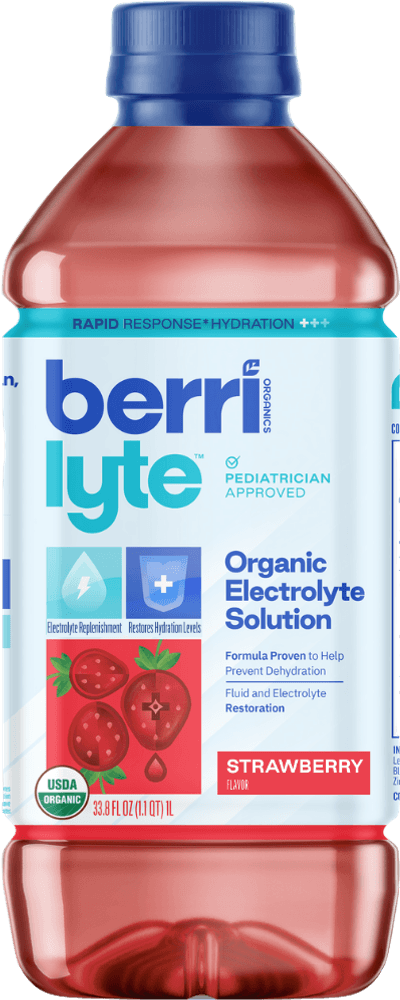 RAPID RESPONSE*HYDRATION +++
berri
ORGANICS
lyte™
PEDIATRICIAN
APPROVED
Organic
Electrolyte
Solution
Electrolyte Replenishment
Restores Hydration Levels
Formula Proven to Help
Prevent Dehydration
Fluid and Electrolyte
Restoration
STRAWBERRY
FLAVOR
USDA
ORGANIC
33.8 FL OZ (1.1 QT) 1L